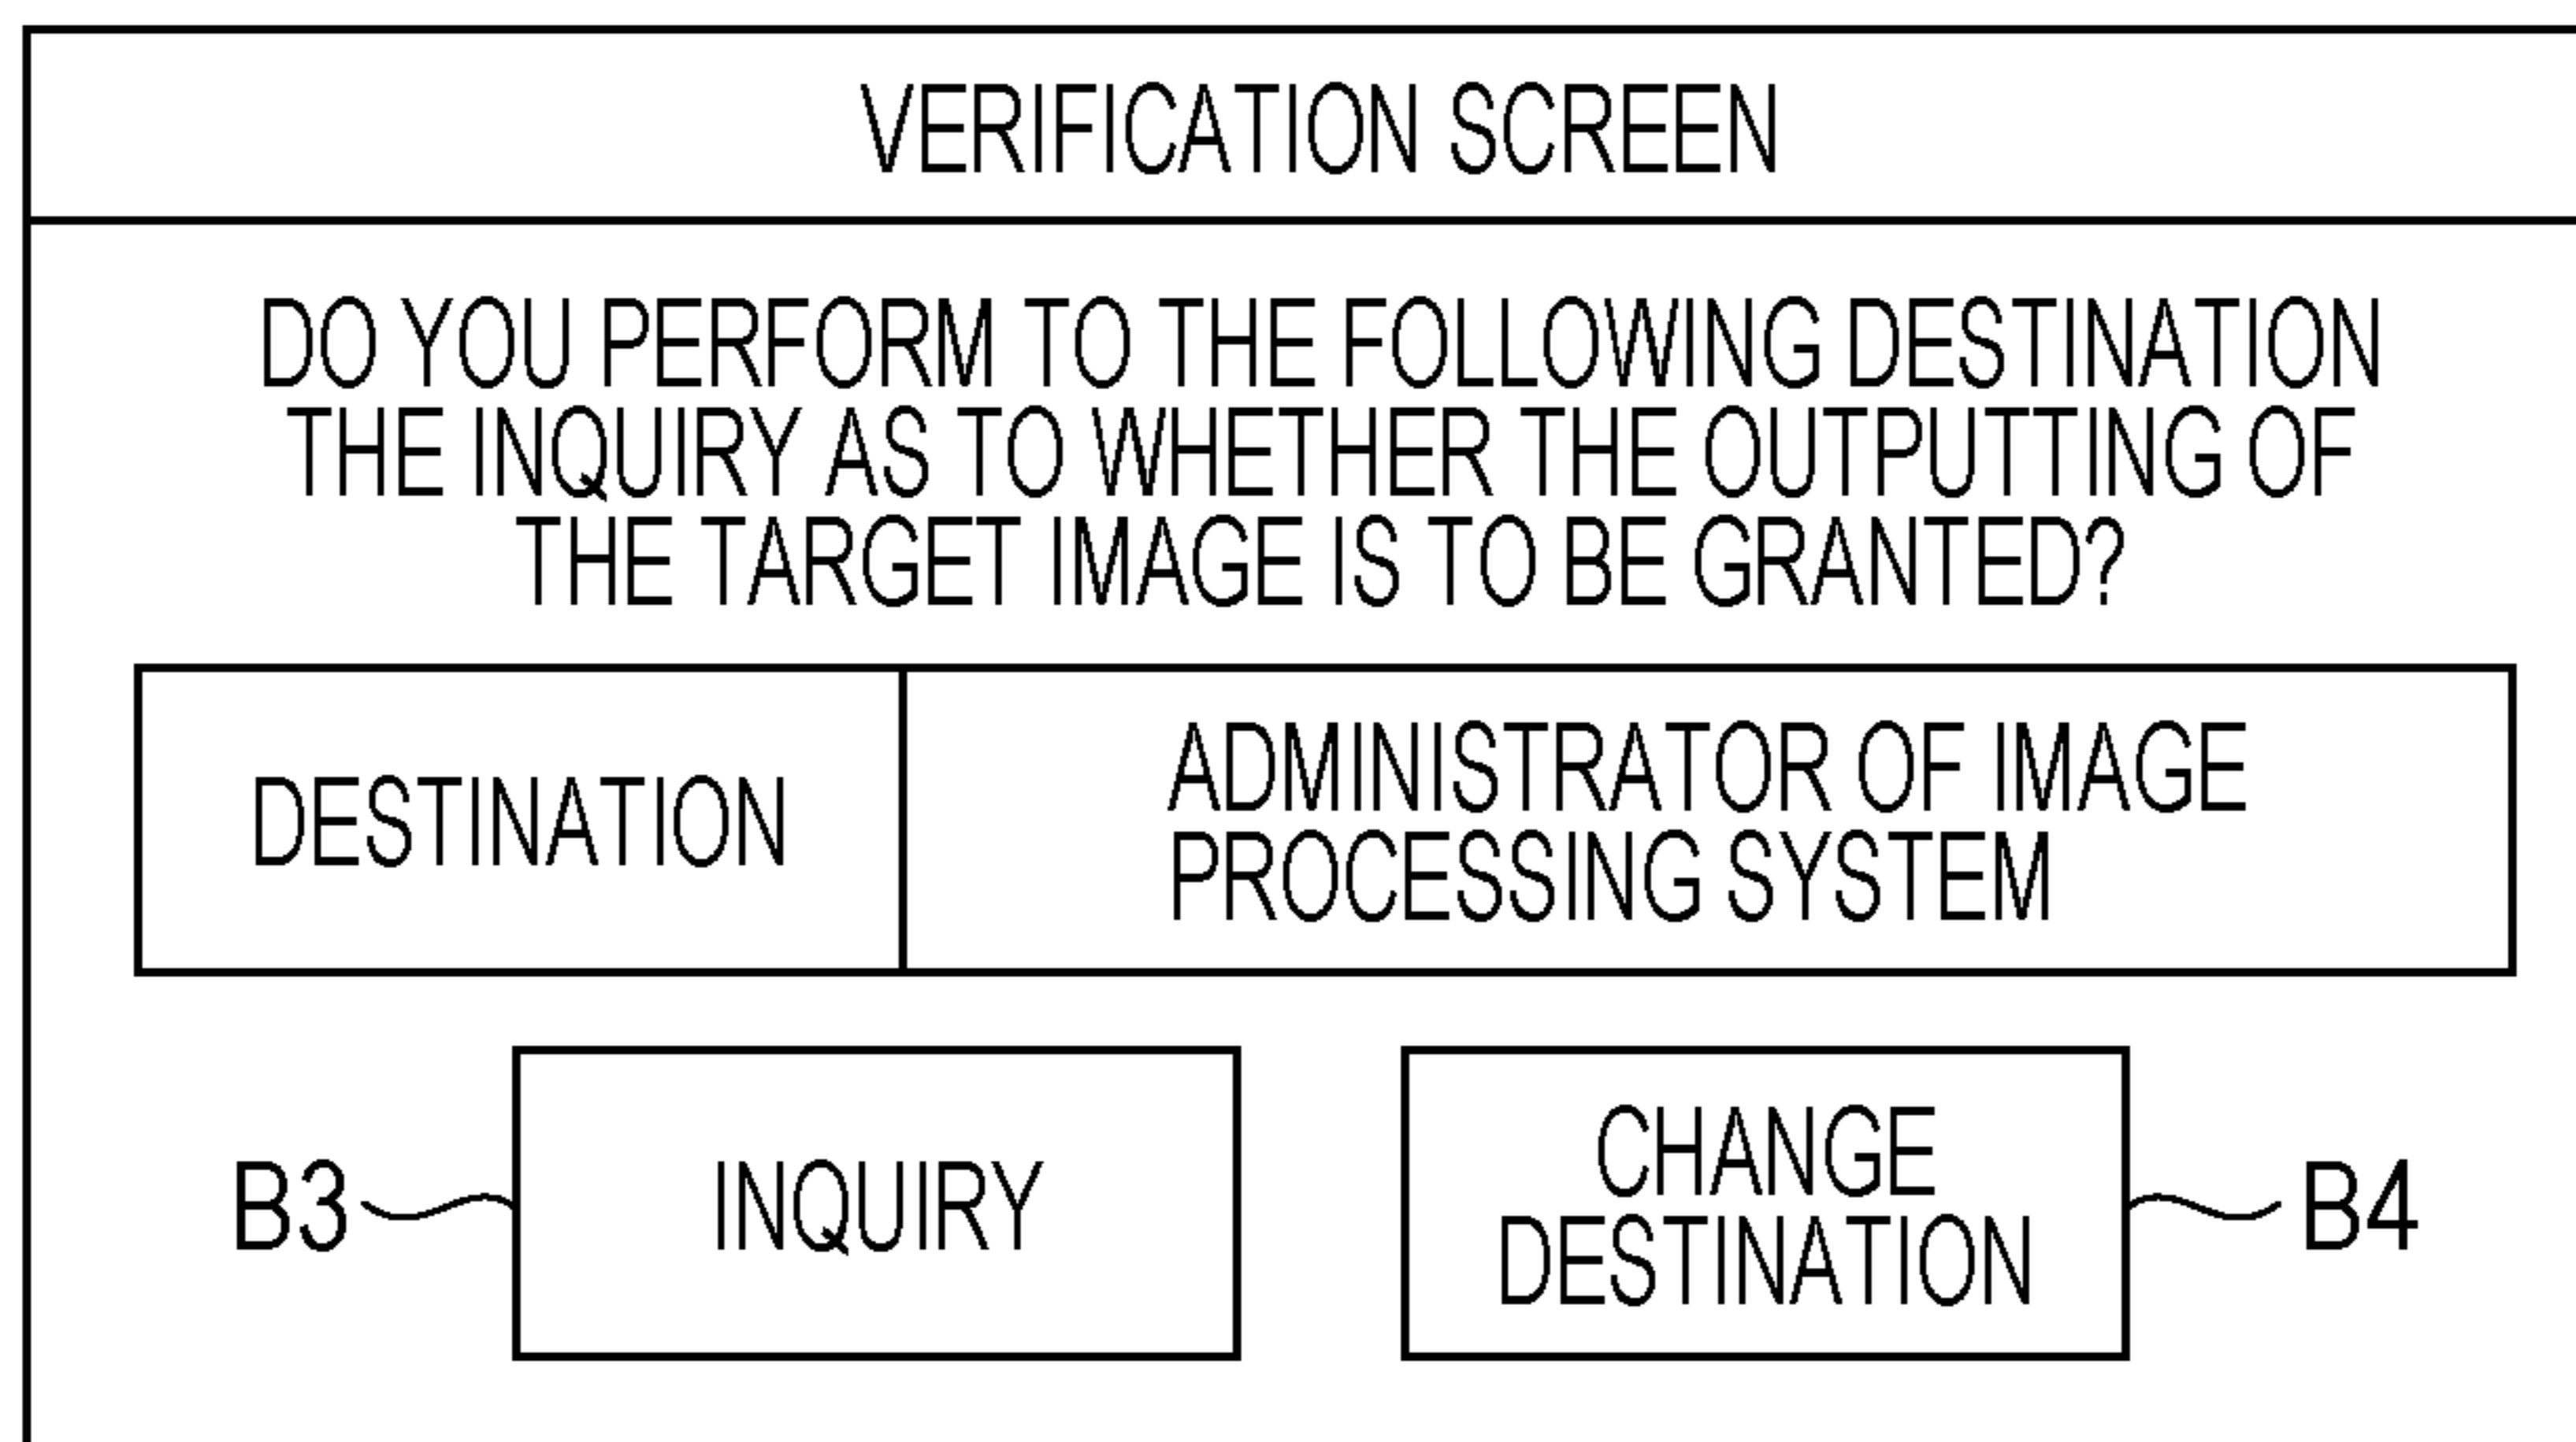 VERIFICATION SCREEN
DO YOU PERFORM TO THE FOLLOWING DESTINATION
THE INQUIRY AS TO WHETHER THE OUTPUTTING OF
THE TARGET IMAGE IS TO BE GRANTED?
DESTINATION
ADMINISTRATOR OF IMAGE
PROCESSING SYSTEM
B3
INQUIRY
CHANGE
DESTINATION
B4